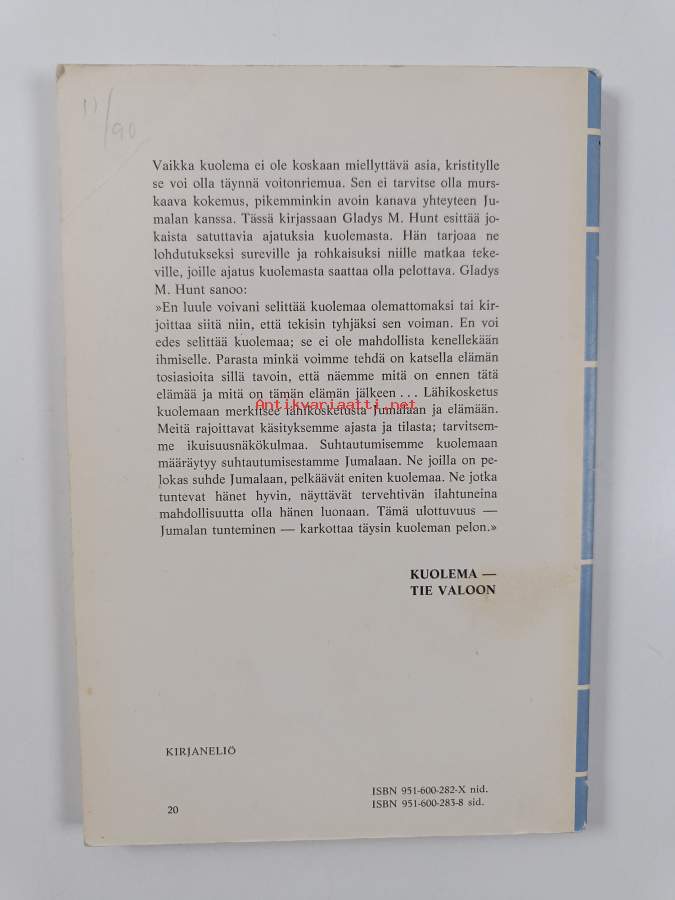 11/90
Vaikka kuolema ei ole koskaan miellyttävä asia, kristitylle
se voi olla täynnä voitonriemua. Sen ei tarvitse olla murs-
kaava kokemus, pikemminkin avoin kanava yhteyteen Ju-
malan kanssa. Tässä kirjassaan Gladys M. Hunt esittää jo-
kaista satuttavia ajatuksia kuolemasta. Hän tarjoaa ne
lohdutukseksi sureville ja rohkaisuksi niille matkaa teke-
ville, joille ajatus kuolemasta saattaa olla pelottava. Gladys
M. Hunt sanoo:
»En luule voivani selittää kuolemaa olemattomaksi tai kir-
joittaa siitä niin, että tekisin tyhjäksi sen voiman. En voi
edes selittää kuolemaa; se ei ole mahdollista kenellekään
ihmiselle. Parasta minkä voimme tehdä on katsella elämän
tosiasioita sillä tavoin, että näemme mitä on ennen tätä
elämää ja mitä on tämän elämän jälkeen . . . Lähikosketus
Antikvariaatti.net
kuolemaan merkitsee lähikosketusta Jumalaan ja elämään.
Meitä rajoittavat käsityksemme ajasta ja tilasta; tarvitsem-
me ikuisuusnäkökulmaa. Suhtautumisemme kuolemaan
määräytyy suhtautumisestamme Jumalaan. Ne joilla on pe-
lokas suhde Jumalaan, pelkäävät eniten kuolemaa. Ne jotka
tuntevat hänet hyvin, näyttävät tervehtivän ilahtuneina
mahdollisuutta olla hänen luonaan. Tämä ulottuvuus —
Jumalan tunteminen — karkottaa täysin kuoleman pelon.»
KUOLEMA —
TIE VALOON
KIRJANELIÖ
ISBN 951-600-282-X nid.
ISBN 951-600-283-8 sid.
20